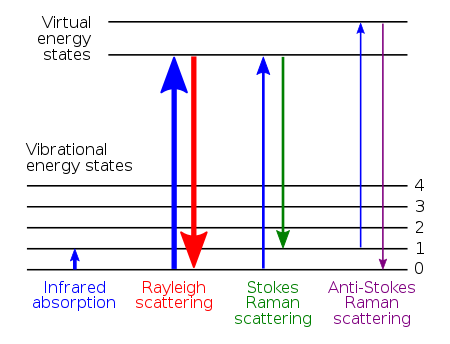 Virtual
energy
states
Vibrational
energy states
4
3
2
1
0
Infrared
absorption
Rayleigh
scattering
Stokes
Raman
scattering
Anti-Stokes
Raman
scattering